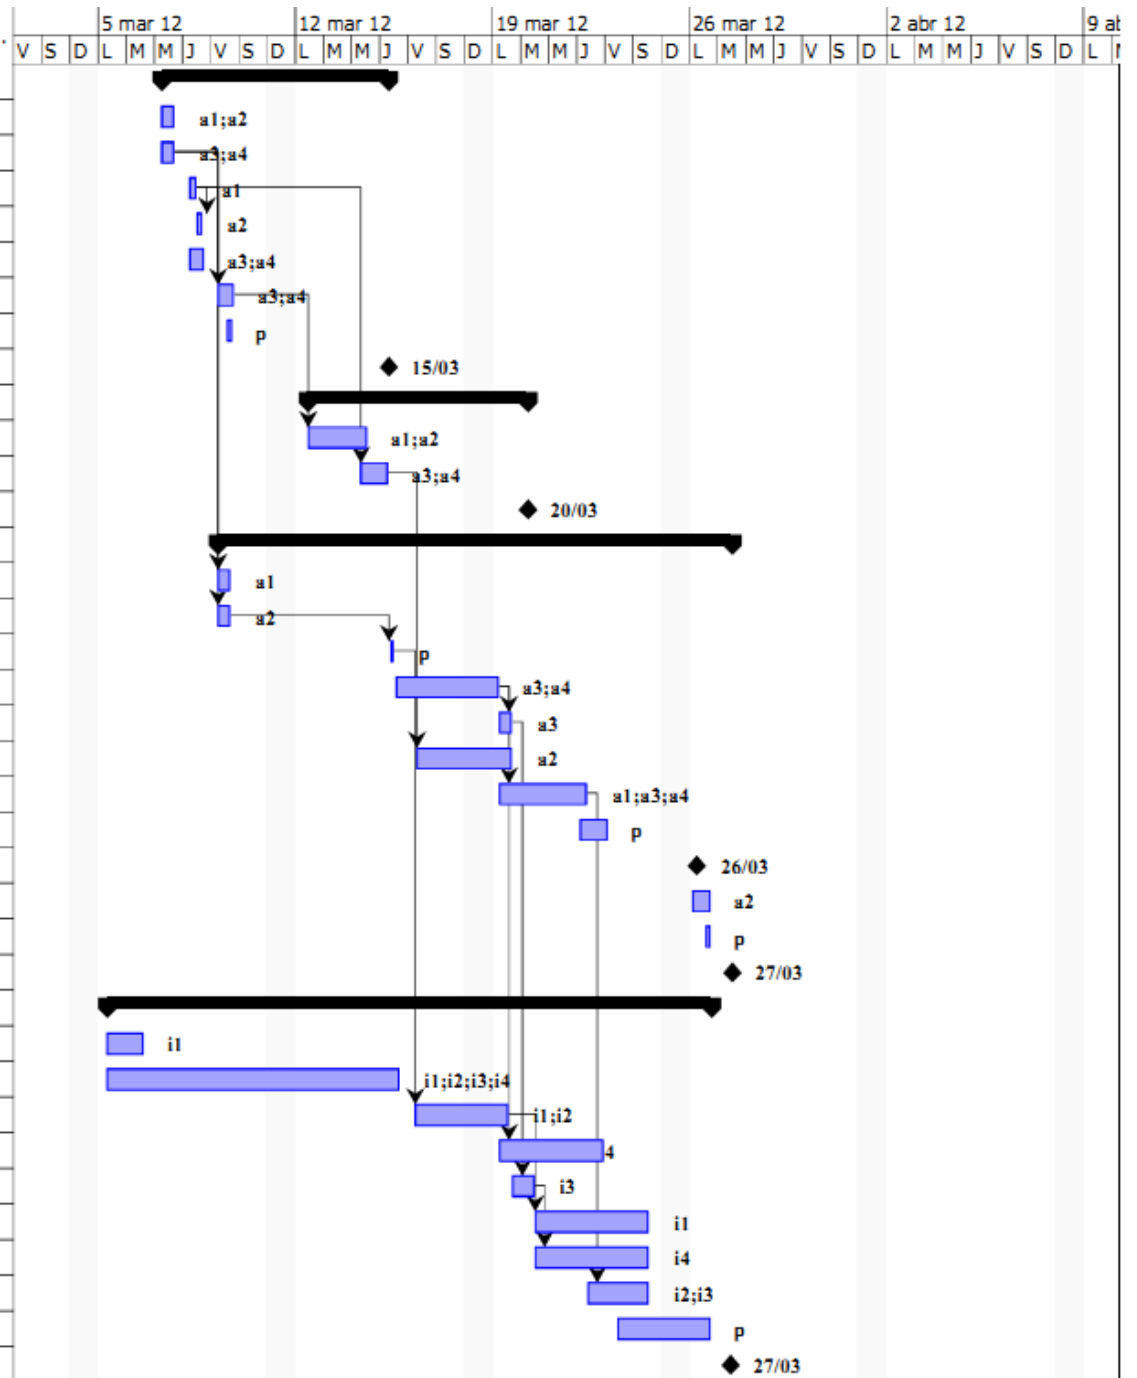 5 mar 12 12 mar 12 19 mar 12 26 mar 12 2 abr 12 9 ab
V S D L M M J V S D L M M J V S D L M M J V S D L M M J V S D L M M J V S D L
a1;a2
a3;a4
a1
a2
a3;a4
a3;a4
p
15/03
a1;a2
a3;a4
20/03
a1
a2
p
a3;a4
a3
a2
a1;a3;a4
p
26/03
a2
p
27/03
i1
i1;i2;i3;i4
i1;i2
4
i3
i1
i4
i2;i3
p
27/03